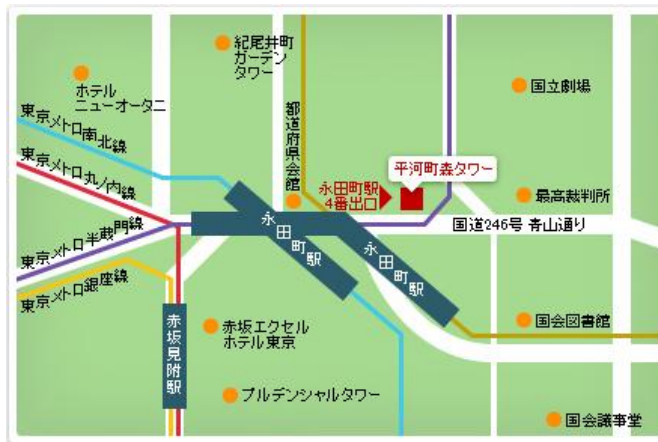 紀尾井町
ガーデン
タワー
ホテル
ニューオータニ
国立劇場
東京メトロ南北線
都道府県会館
東京メトロ丸ノ内線
平河町森タワー
永田町駅
4番出口
最高裁判所
国道246号 青山通り
東京メトロ半蔵門線
永田町駅
永田町駅
東京メトロ銀座線
赤坂見附駅
赤坂エクセル
ホテル東京
国会図書館
プルデンシャルタワー
国会議事堂